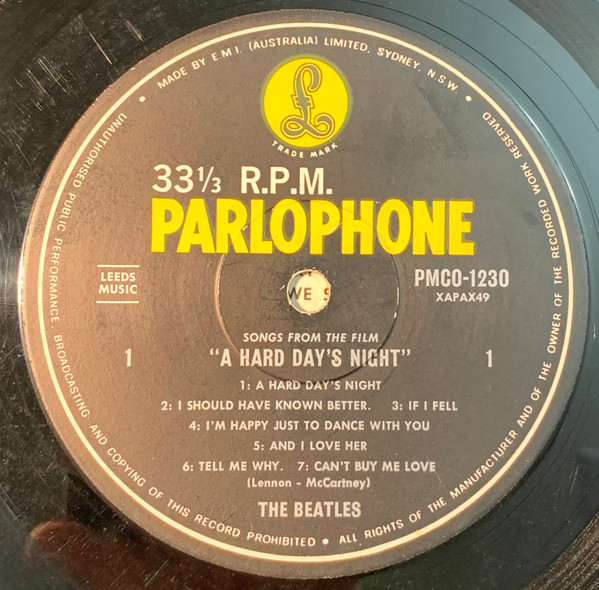 • MADE BY E.M.I. (AUSTRALIA) LIMITED, SYDNEY, N.S.W. •
UNAUTHORISED PUBLIC PERFORMANCE, BROADCASTING AND COPYING OF THIS RECORD PROHIBITED • ALL RIGHTS OF THE MANUFACTURER AND OF THE OWNER OF THE RECORDED WORK RESERVED
£
TRADE MARK
33⅓ R.P.M.
PARLOPHONE
LEEDS
MUSIC
PMCO-1230
XAPAX49
WE S
SONGS FROM THE FILM
1 "A HARD DAY'S NIGHT" 1
1: A HARD DAY'S NIGHT
2: I SHOULD HAVE KNOWN BETTER. 3: IF I FELL
4: I'M HAPPY JUST TO DANCE WITH YOU
5: AND I LOVE HER
6: TELL ME WHY. 7: CAN'T BUY ME LOVE
(Lennon - McCartney)
THE BEATLES